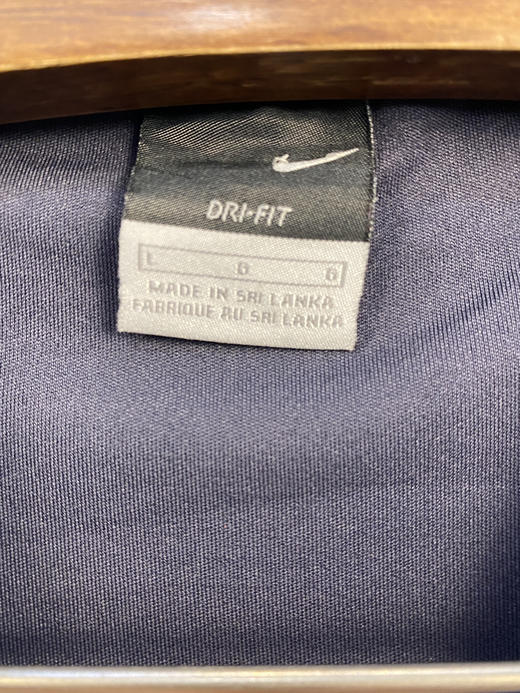 DRI-FIT
L G G
MADE IN SRI LANKA
FABRIQUE AU SRI LANKA